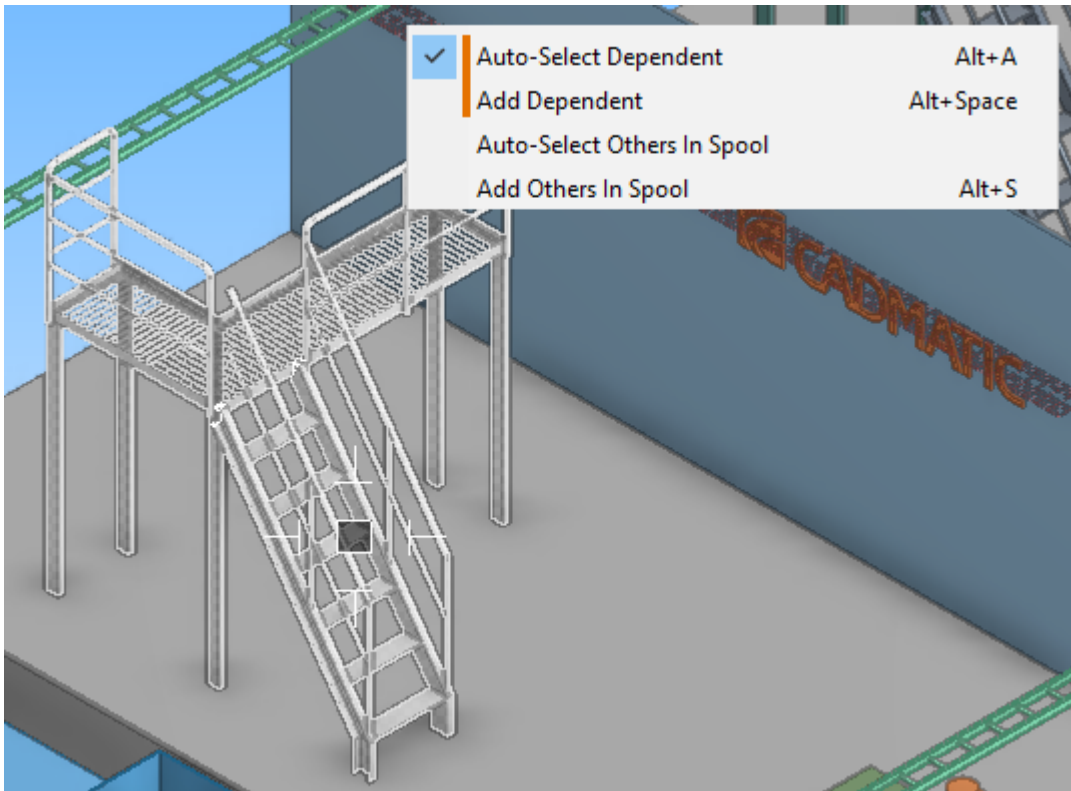 Auto-Select Dependent Alt+A
Add Dependent Alt+Space
Auto-Select Others In Spool
Add Others In Spool Alt+S
CADMATIC